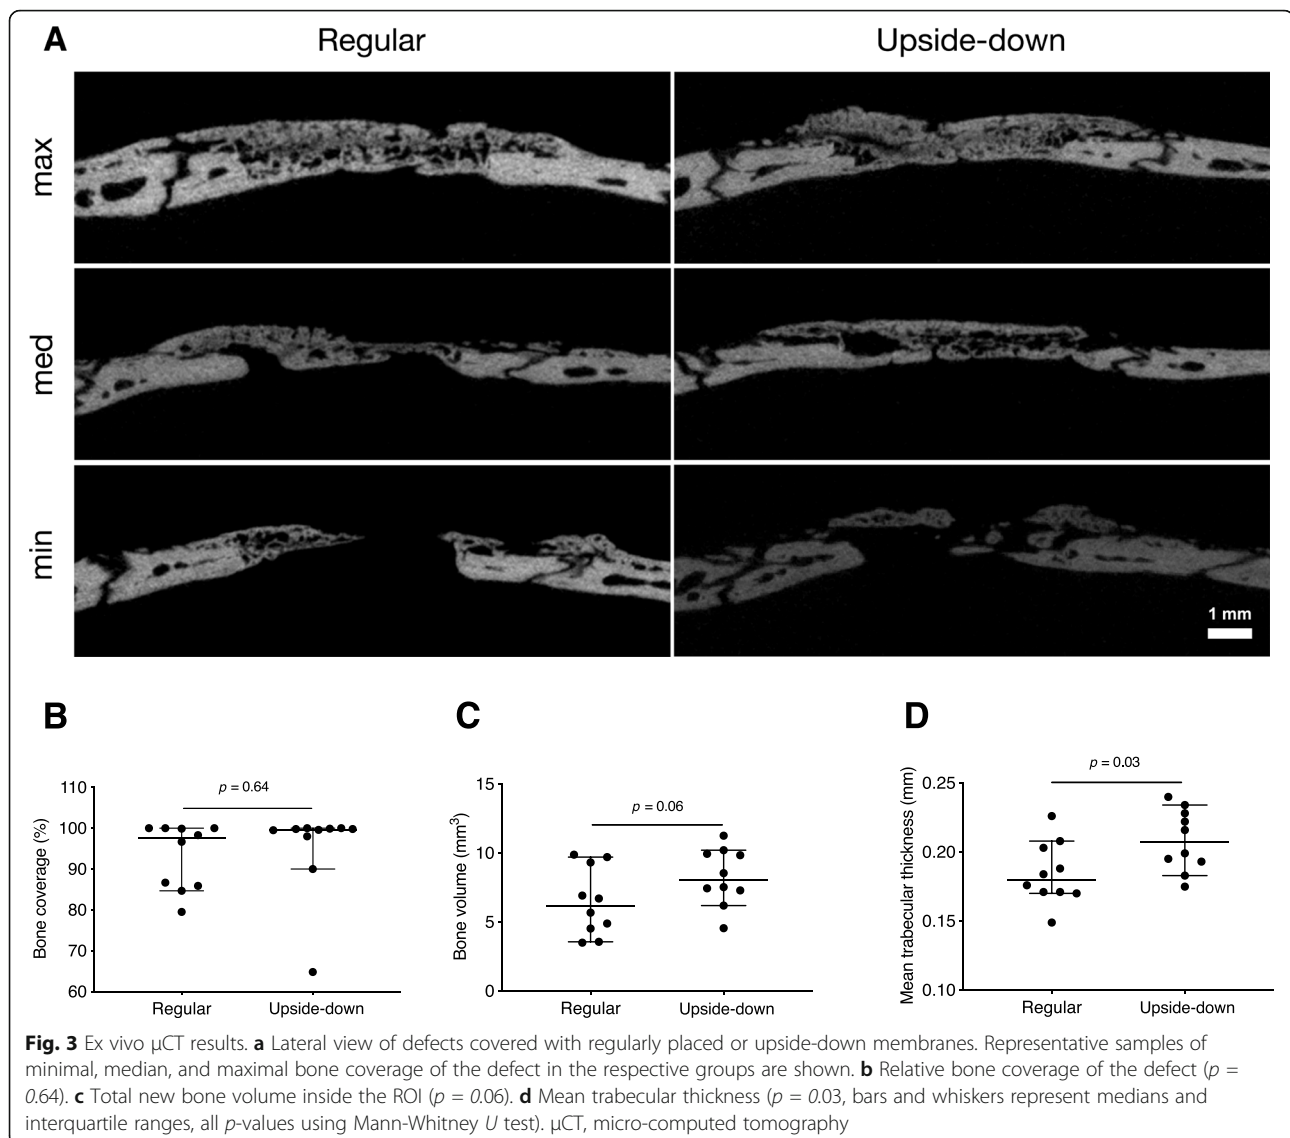 A
Regular
Upside-down
max
med
min
1 mm
B
Bone coverage (%)
110
100
90
80
70
60
p = 0.64
Regular
Upside-down
C
Bone volume (mm³)
15
10
5
0
p = 0.06
Regular
Upside-down
D
Mean trabecular thickness (mm)
0.25
0.20
0.15
0.10
p = 0.03
Regular
Upside-down
Fig. 3 Ex vivo μCT results. a Lateral view of defects covered with regularly placed or upside-down membranes. Representative samples of
minimal, median, and maximal bone coverage of the defect in the respective groups are shown. b Relative bone coverage of the defect (p =
0.64). c Total new bone volume inside the ROI (p = 0.06). d Mean trabecular thickness (p = 0.03, bars and whiskers represent medians and
interquartile ranges, all p-values using Mann-Whitney U test). μCT, micro-computed tomography